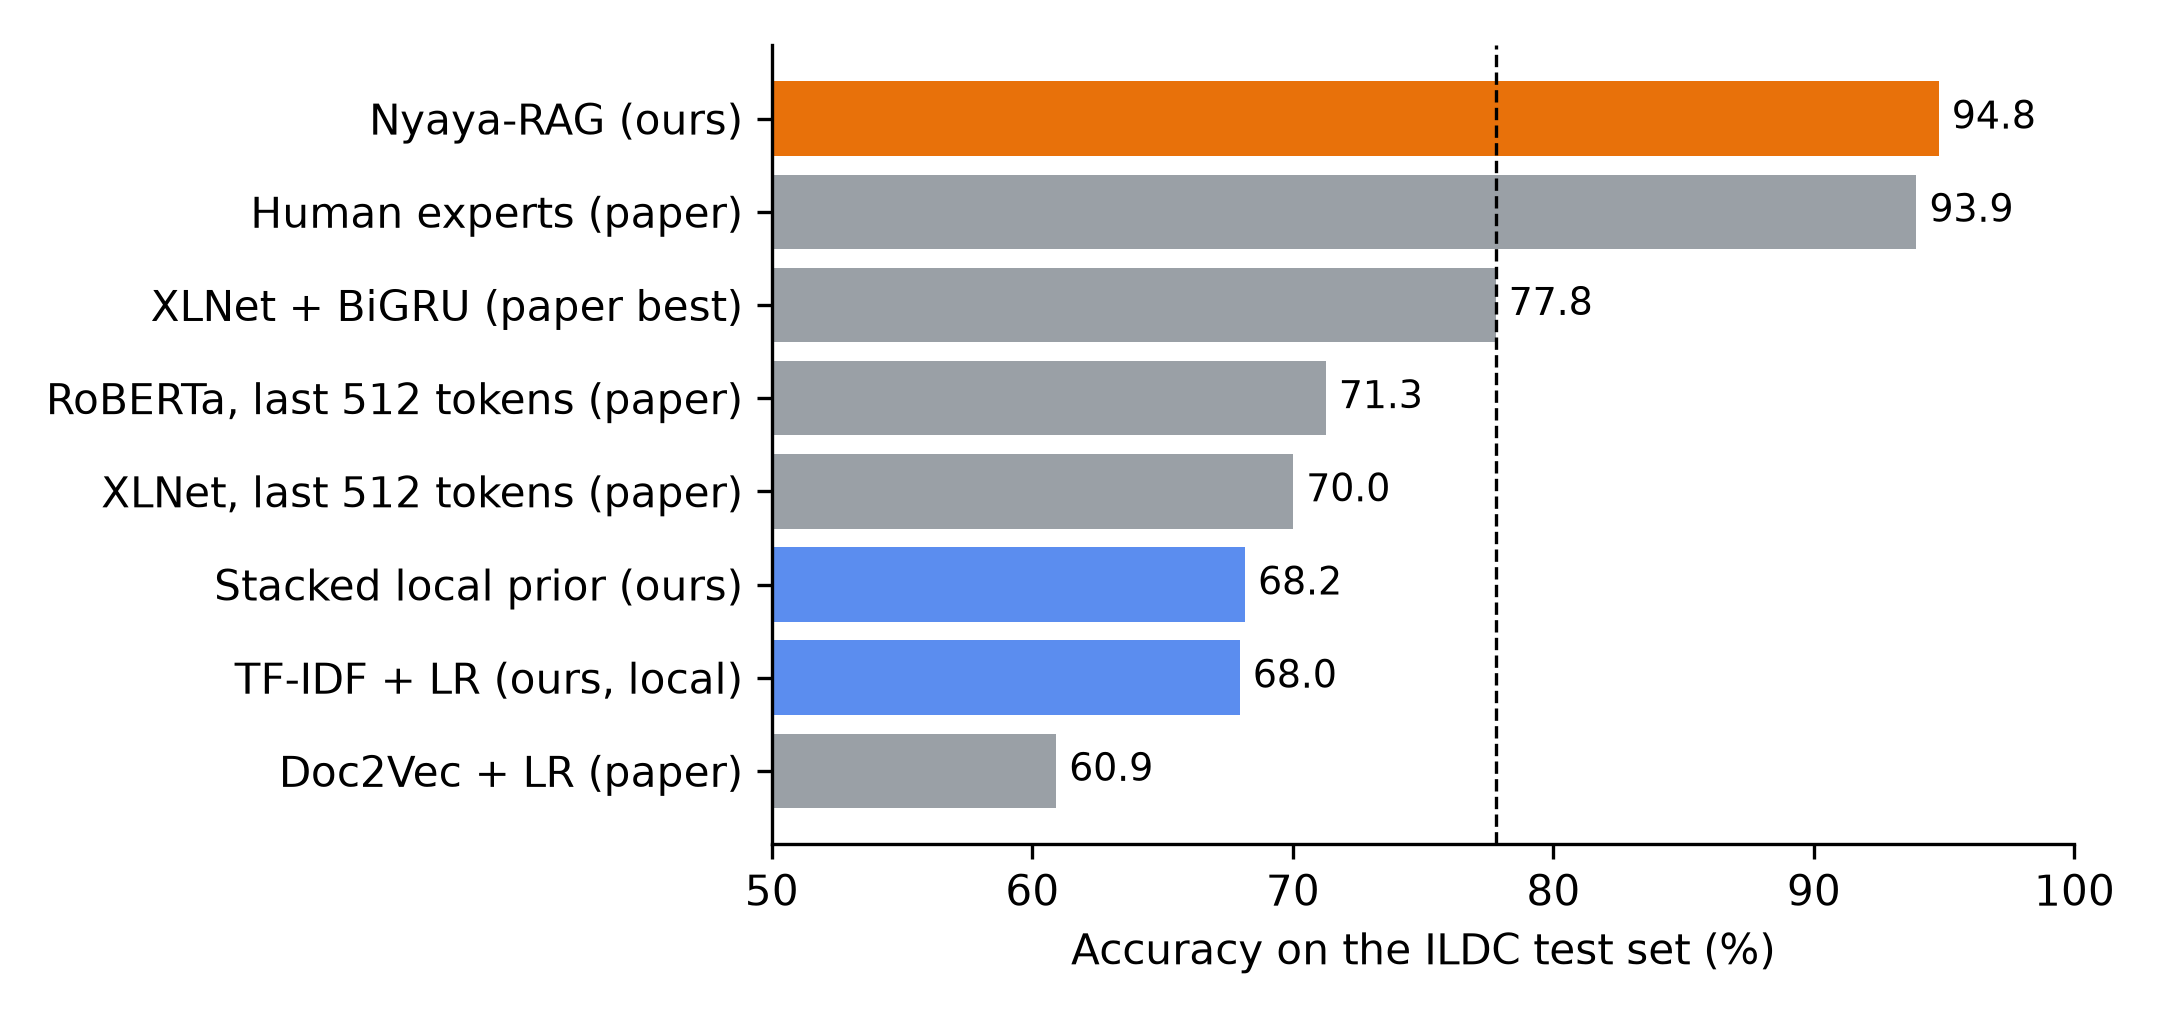 Nyaya-RAG (ours) 94.8
Human experts (paper) 93.9
XLNet + BiGRU (paper best) 77.8
RoBERTa, last 512 tokens (paper) 71.3
XLNet, last 512 tokens (paper) 70.0
Stacked local prior (ours) 68.2
TF-IDF + LR (ours, local) 68.0
Doc2Vec + LR (paper) 60.9
50 60 70 80 90 100
Accuracy on the ILDC test set (%)